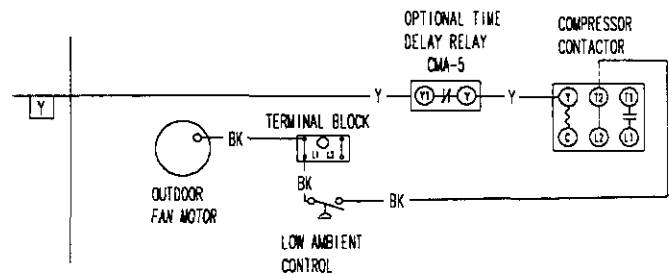 OPTIONAL TIME
DELAY RELAY
CMA-5
COMPRESSOR
CONTACTOR
Y
Y
Y1
Y
Y
Y
T2
T1
C
L2
L1
TERMINAL BLOCK
BK
L1
L2
BK
BK
OUTDOOR
FAN MOTOR
LOW AMBIENT
CONTROL